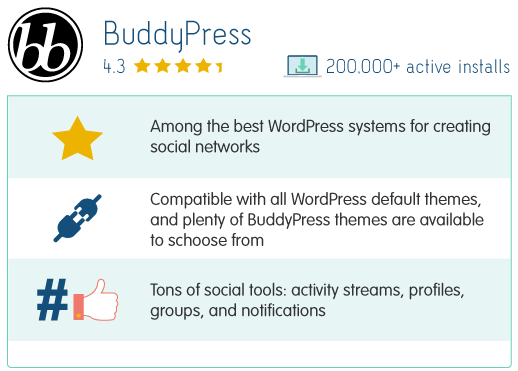 bb
BuddyPress
4.3
200,000+ active installs
Among the best WordPress systems for creating
social networks
Compatible with all WordPress default themes,
and plenty of BuddyPress themes are available
to schoose from
#
Tons of social tools: activity streams, profiles,
groups, and notifications